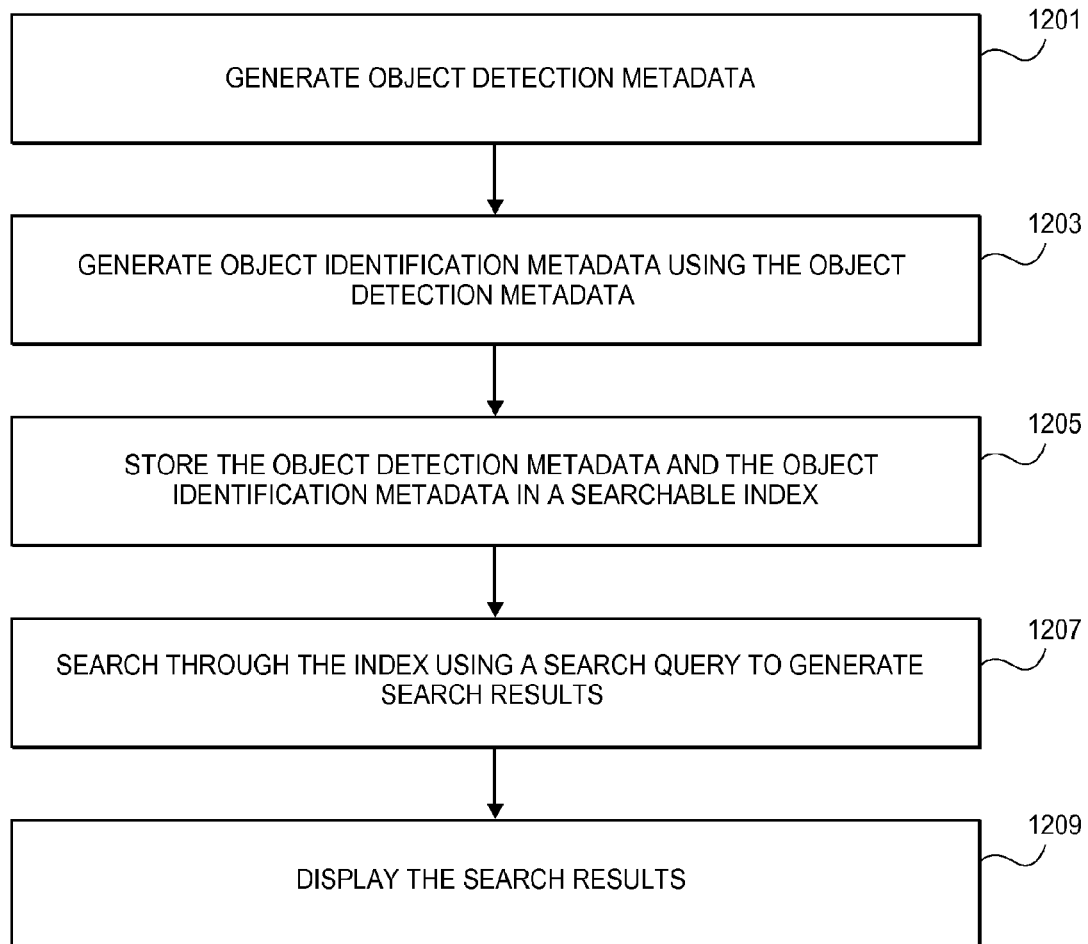 1201
GENERATE OBJECT DETECTION METADATA
1203
GENERATE OBJECT IDENTIFICATION METADATA USING THE OBJECT
DETECTION METADATA
1205
STORE THE OBJECT DETECTION METADATA AND THE OBJECT
IDENTIFICATION METADATA IN A SEARCHABLE INDEX
1207
SEARCH THROUGH THE INDEX USING A SEARCH QUERY TO GENERATE
SEARCH RESULTS
1209
DISPLAY THE SEARCH RESULTS